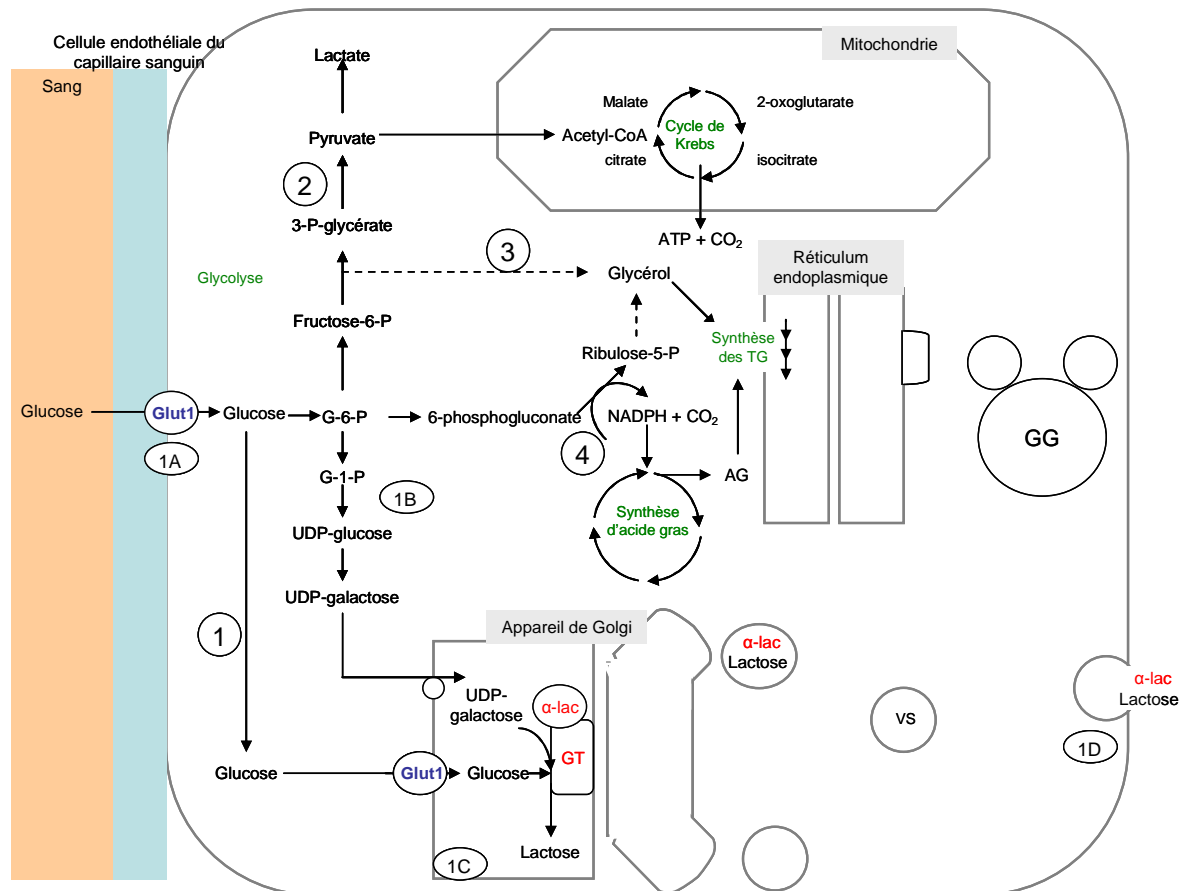 Cellule endothéliale du
capillaire sanguin
Sang
Lactate
Mitochondrie
Malate
2-oxoglutarate
Acetyl-CoA
Cycle de
Krebs
citrate
isocitrate
Pyruvate
2
3-P-glycérate
ATP + CO₂
3
Réticulum
endoplasmique
Glycolyse
Glycérol
Fructose-6-P
Synthèse
des TG
Ribulose-5-P
Glucose
Glut1
Glucose
G-6-P
6-phosphogluconate
NADPH + CO₂
GG
1A
4
G-1-P
AG
1B
UDP-glucose
Synthèse
d'acide gras
UDP-galactose
1
Appareil de Golgi
α-lac
Lactose
α-lac
Lactose
UDP-
galactose
α-lac
VS
1D
GT
Glucose
Glut1
Glucose
Lactose
1C